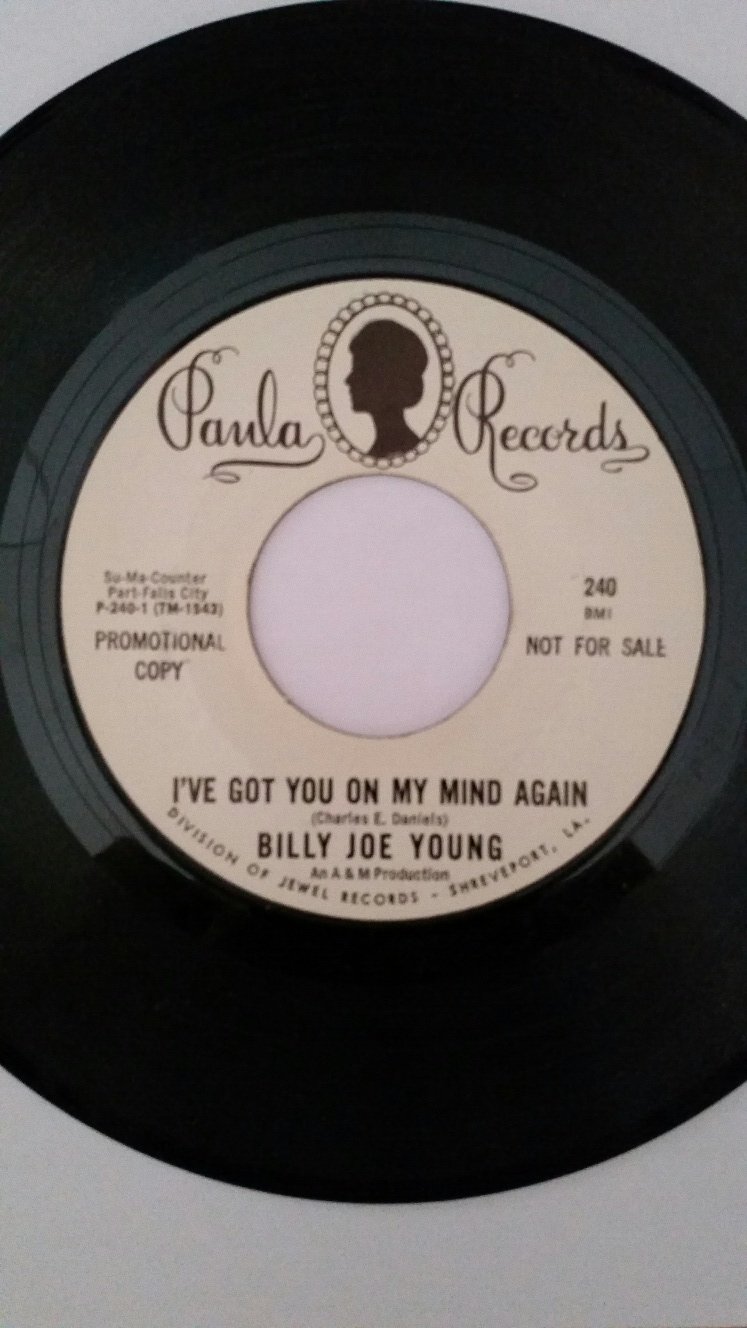 Paula Records
Su-Ma-Counter
Part-Falls City
P-240-1 (TM-1543)
PROMOTIONAL
COPY
240
BMI
NOT FOR SALE
I'VE GOT YOU ON MY MIND AGAIN
(Charles E. Daniels)
BILLY JOE YOUNG
An A & M Production
DIVISION OF JEWEL RECORDS - SHREVEPORT, LA.